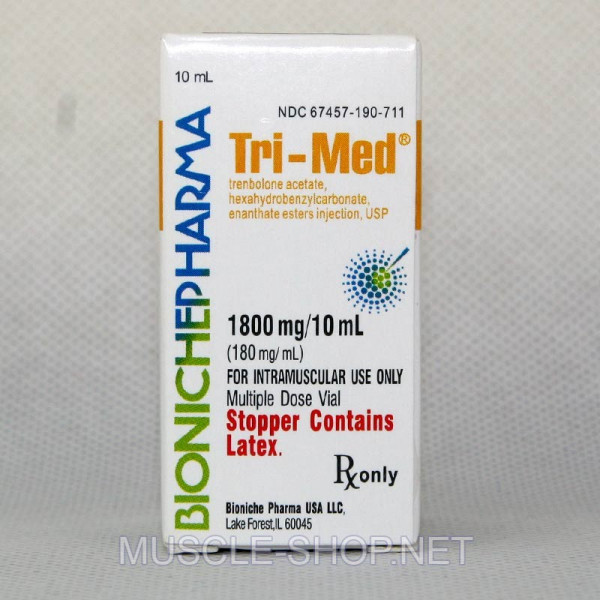 10 mL
NDC 67457-190-711
BIONICHEPHARMA
Tri-Med®
trenbolone acetate,
hexahydrobenzylcarbonate,
enanthate esters injection, USP
1800 mg/10 mL
(180 mg/ mL)
FOR INTRAMUSCULAR USE ONLY
Multiple Dose Vial
Stopper Contains
Latex.
Rx only
Bioniche Pharma USA LLC,
Lake Forest,IL 60045
MUSCLE-SHOP.NET